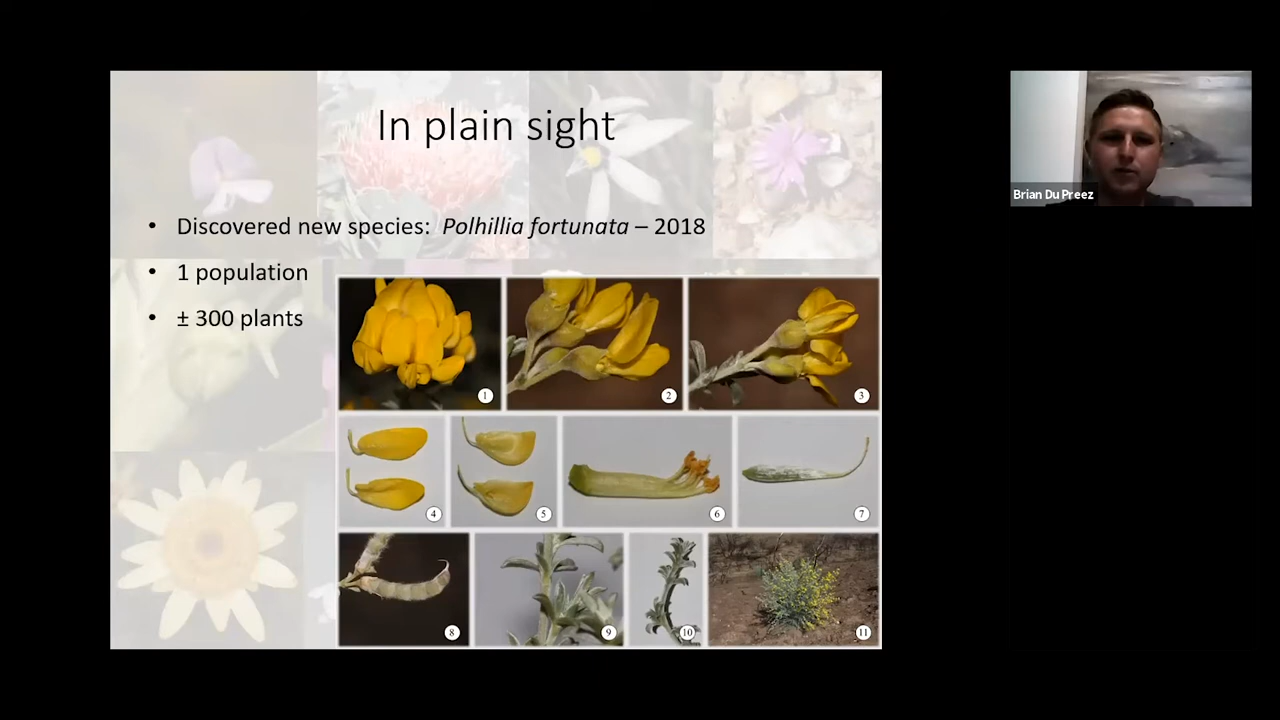 In plain sight
• Discovered new species: Polhillia fortunata – 2018
• 1 population
• ± 300 plants
1
2
3
4
5
6
7
8
9
10
11
Brian Du Preez